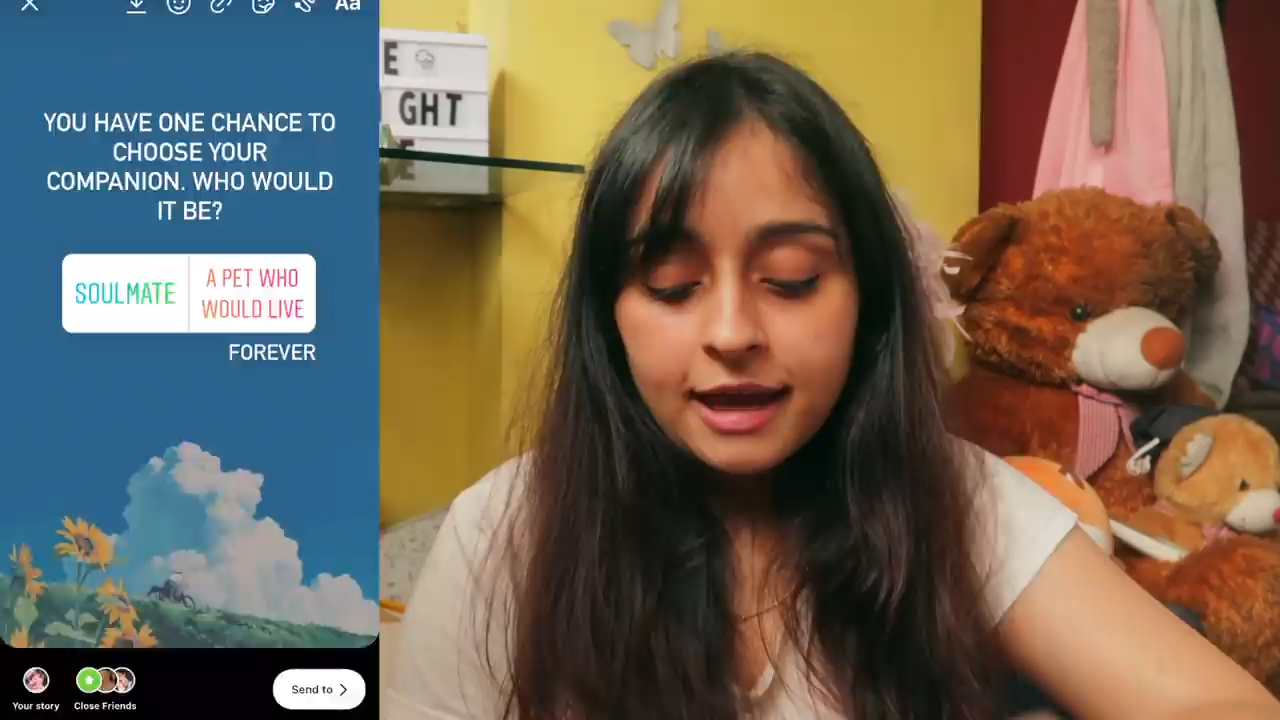 Aa
YOU HAVE ONE CHANCE TO
CHOOSE YOUR
COMPANION. WHO WOULD
IT BE?
SOULMATE
A PET WHO
WOULD LIVE
FOREVER
Your story
Close Friends
Send to
E
GHT
E